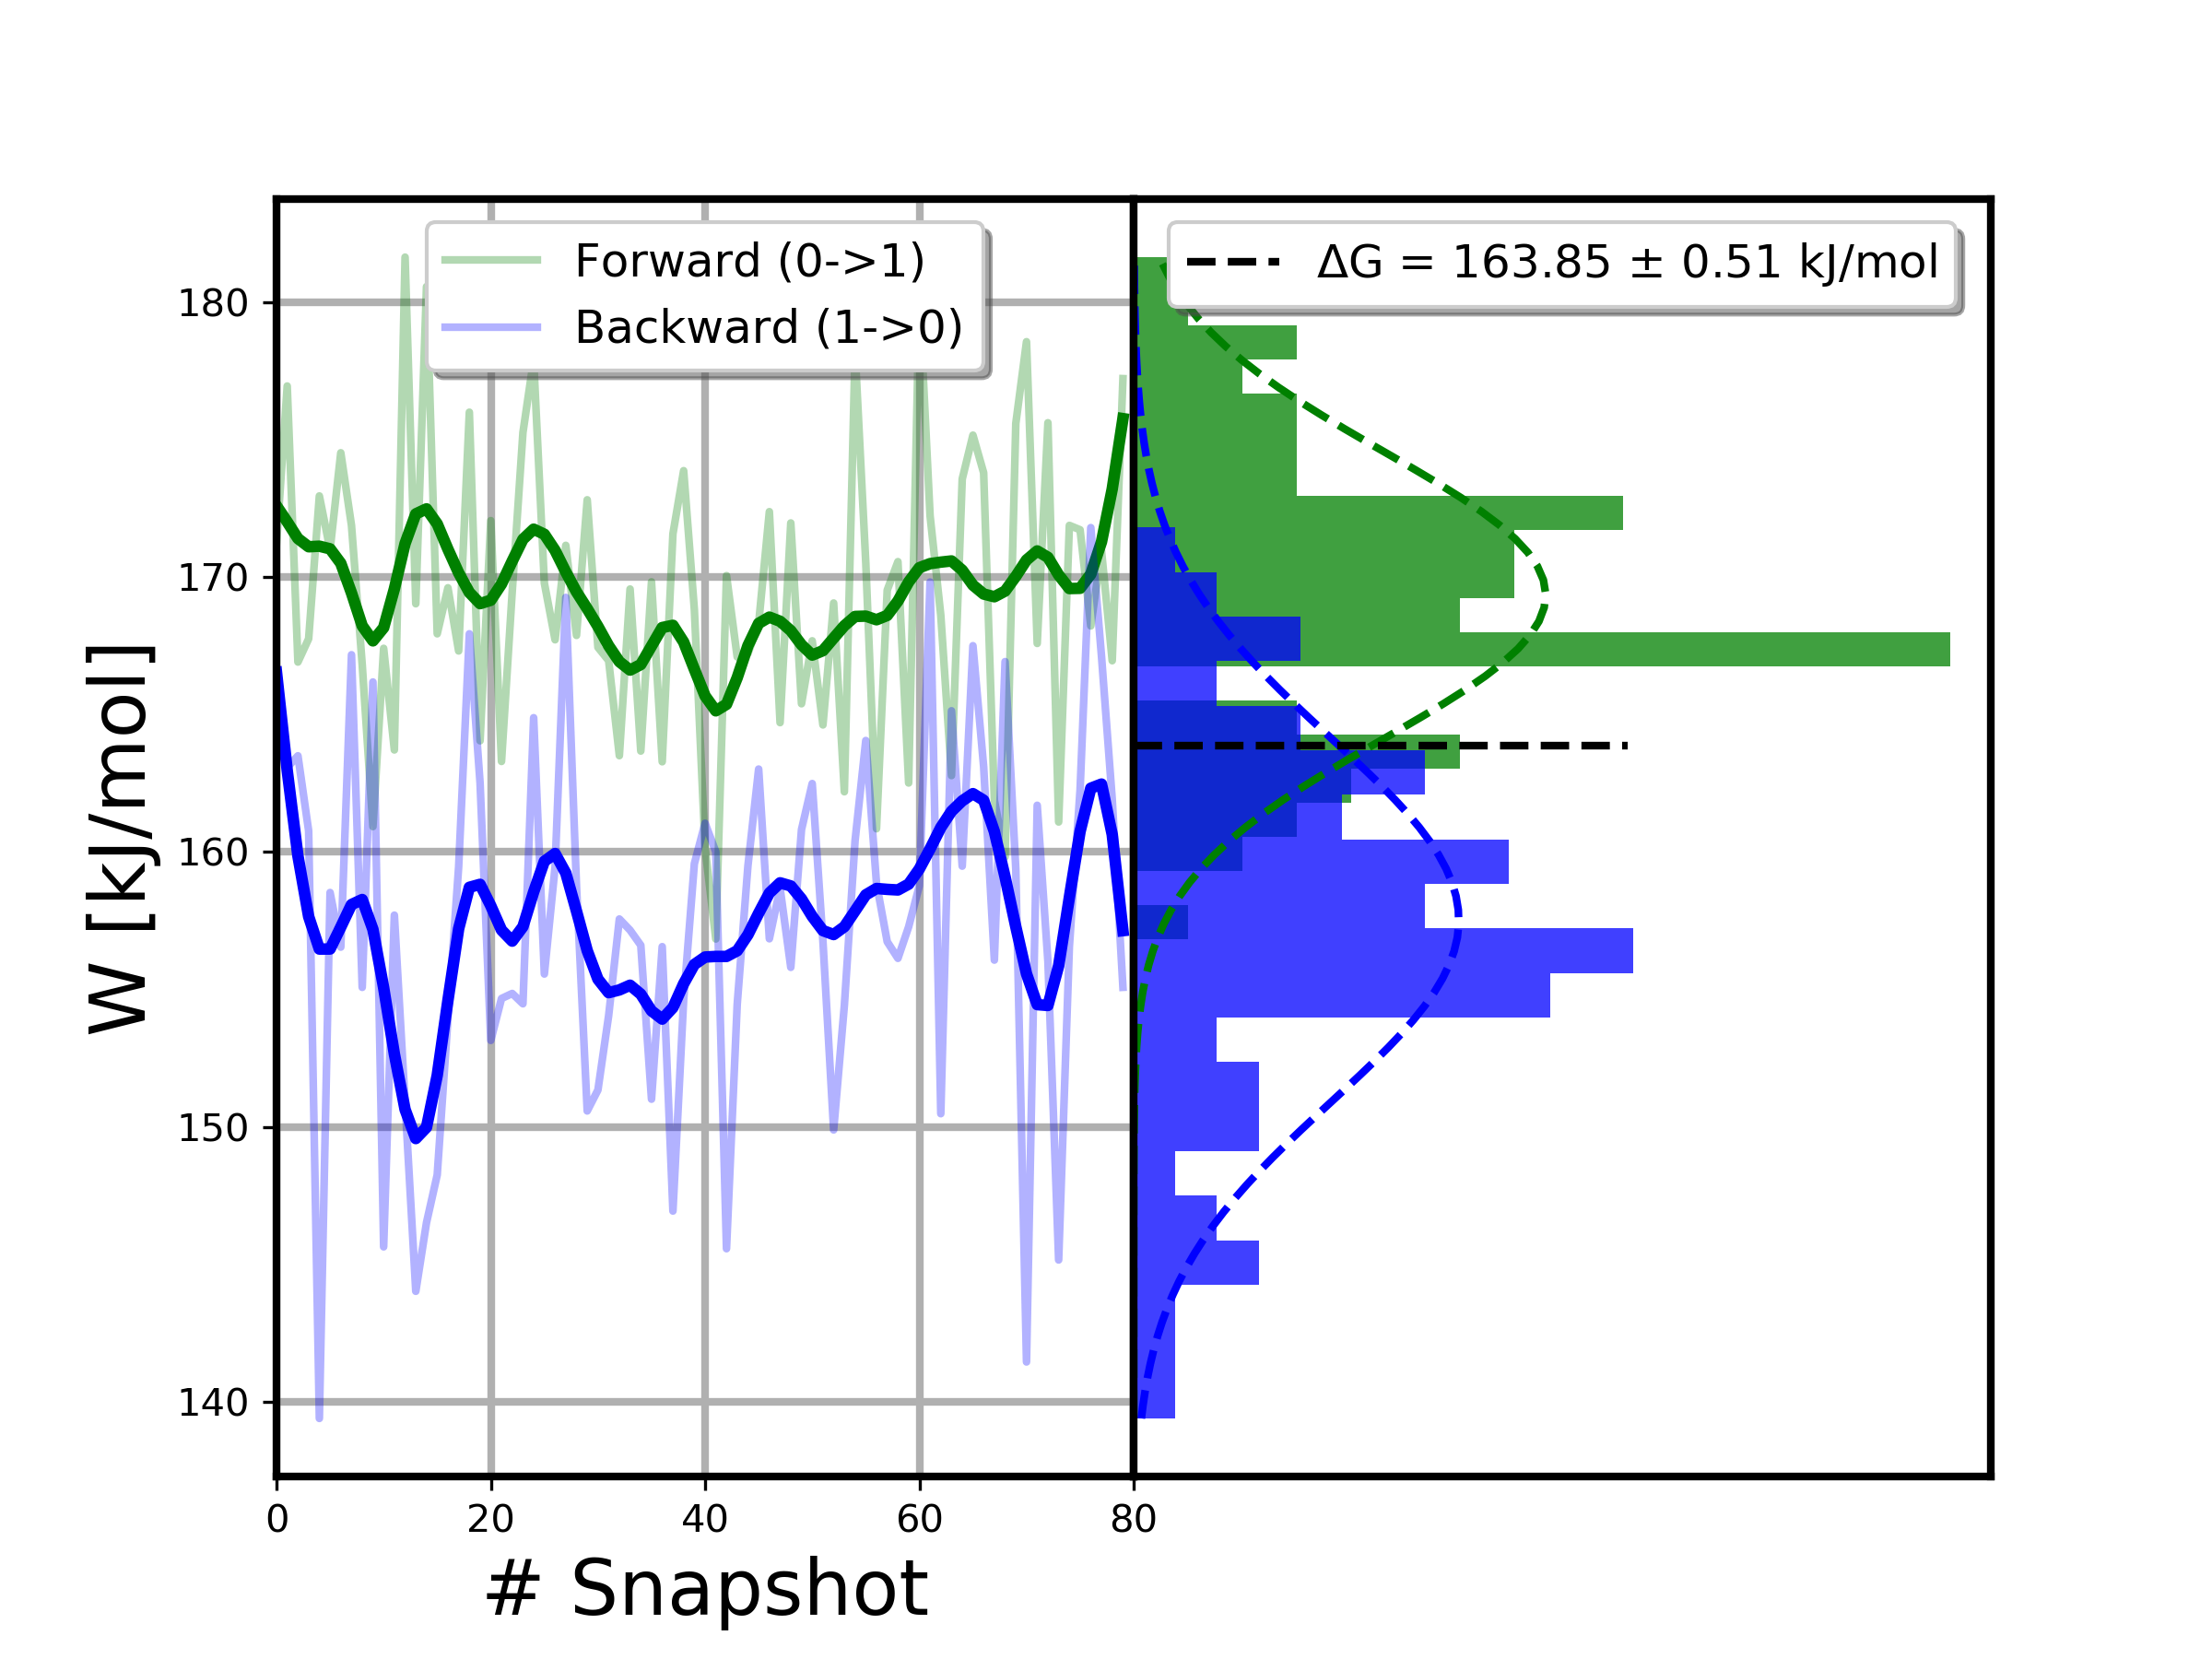 Forward (0->1)
Backward (1->0)
ΔG = 163.85 ± 0.51 kJ/mol
W [kJ/mol]
180
170
160
150
140
0
20
40
60
80
# Snapshot